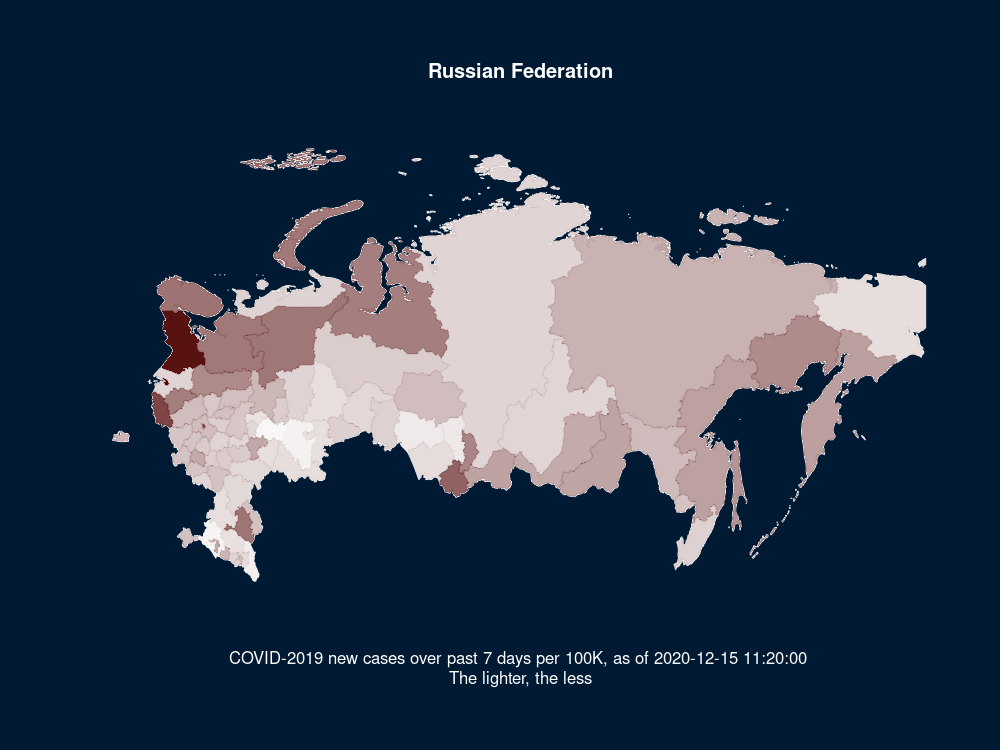 Russian Federation
COVID-2019 new cases over past 7 days per 100K, as of 2020-12-15 11:20:00
The lighter, the less